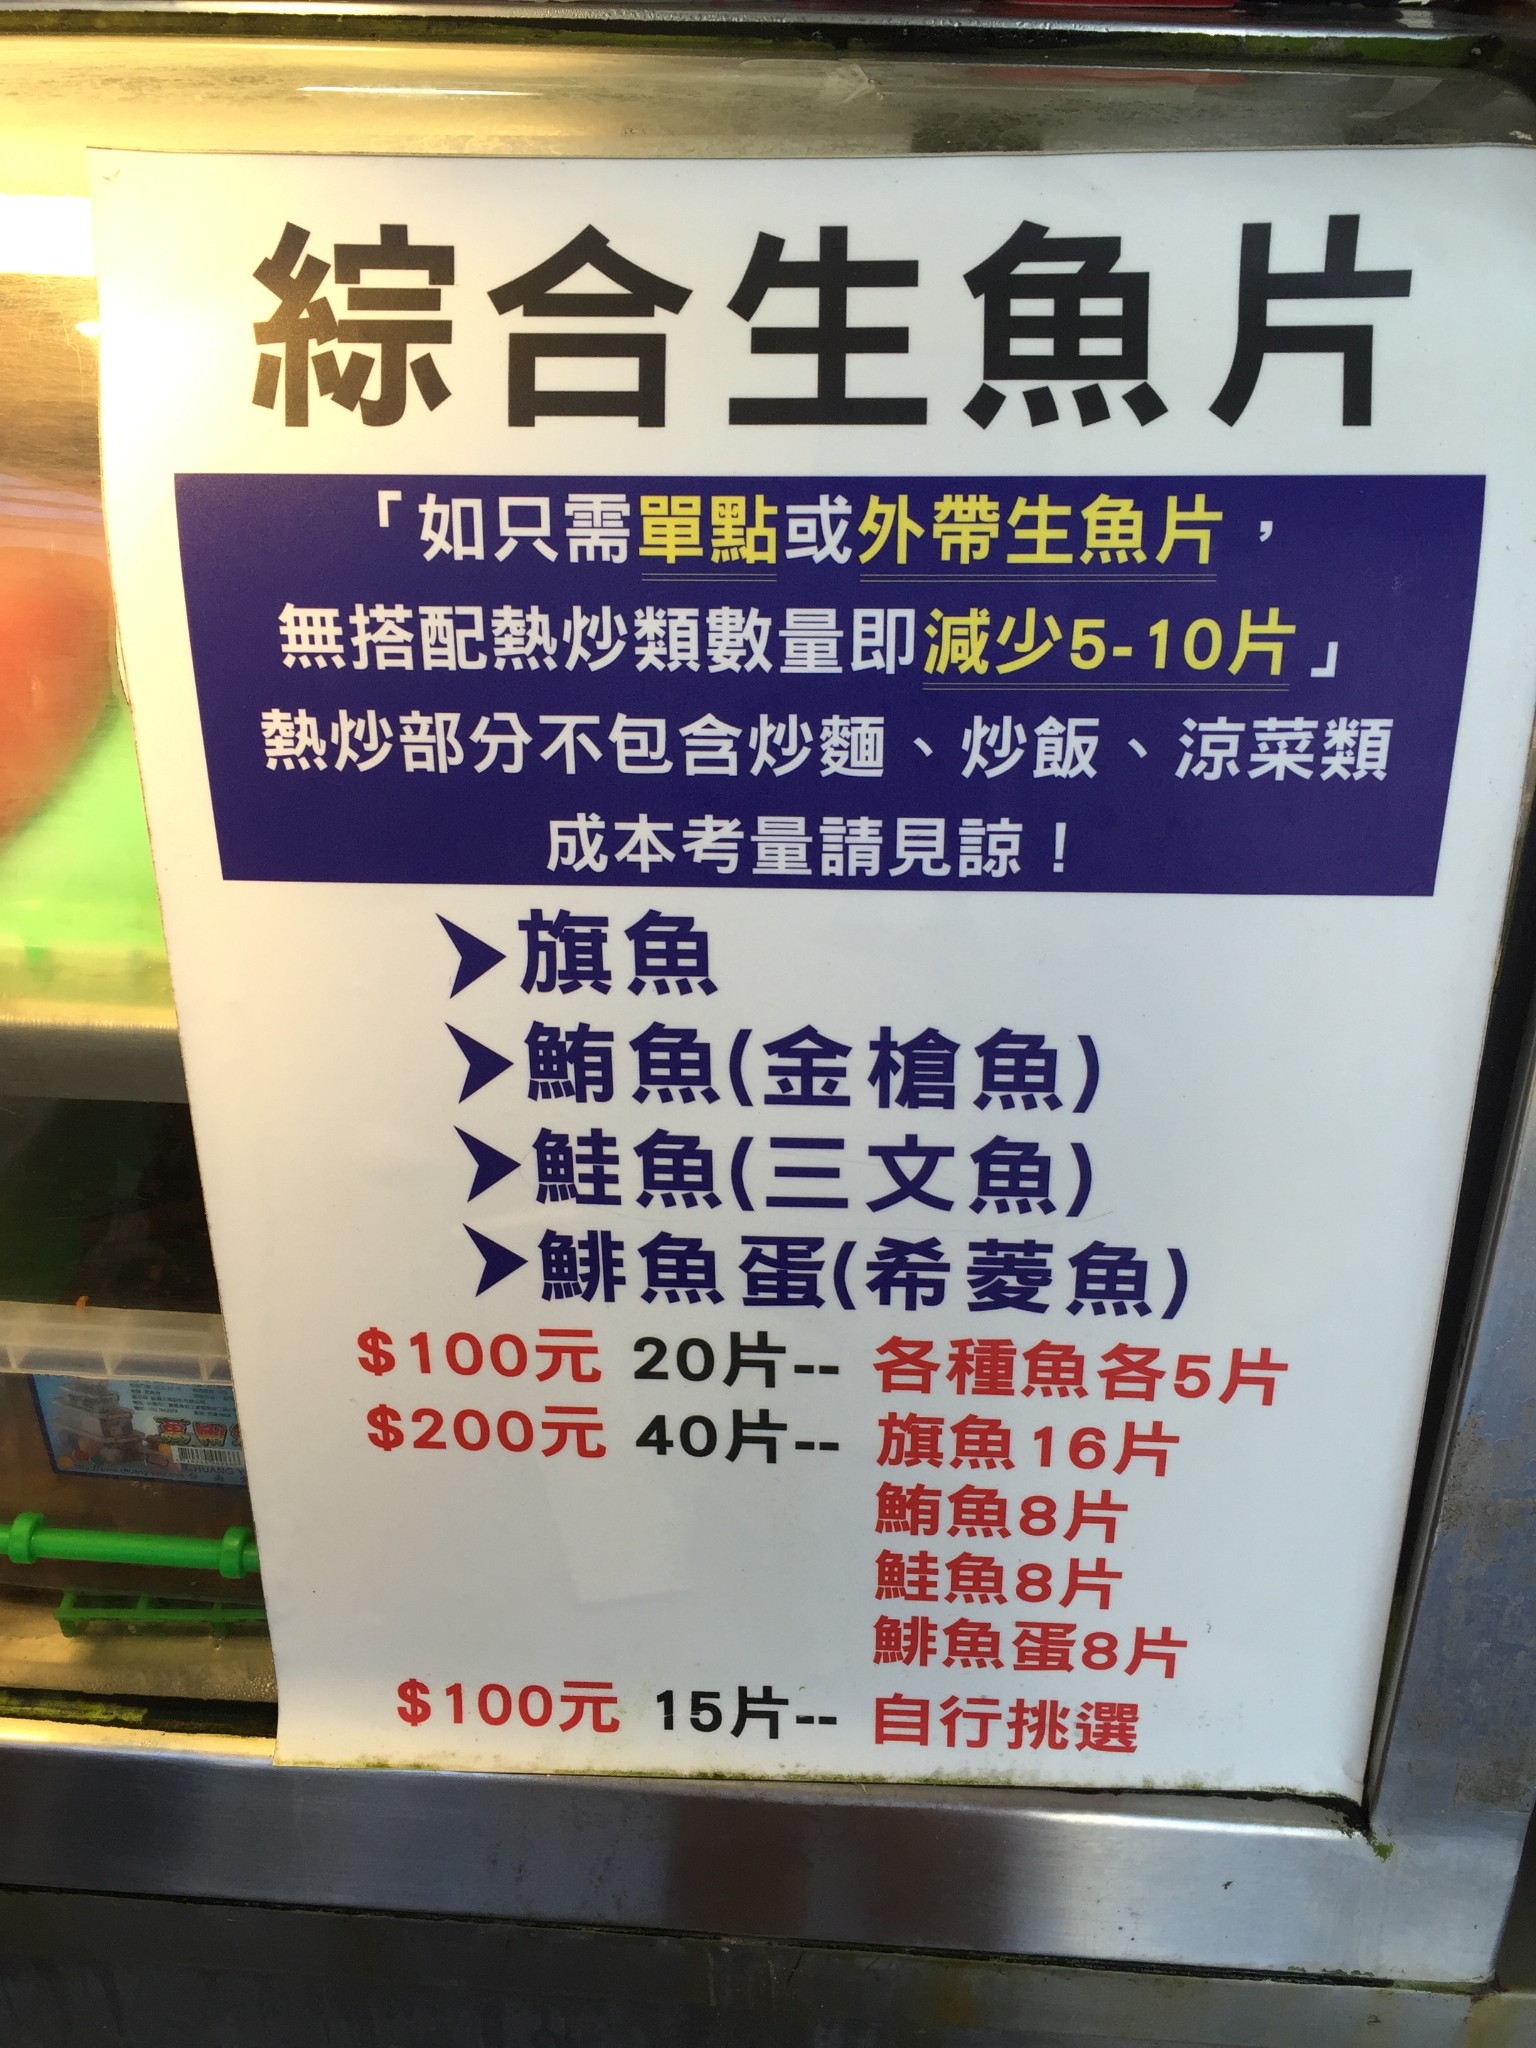 綜合生魚片
「如只需單點或外帶生魚片，
無搭配熱炒類數量即減少5-10片」
熱炒部分不包含炒麵、炒飯、涼菜類
成本考量請見諒！
➤旗魚
➤鮪魚(金槍魚)
➤鮭魚(三文魚)
➤鯡魚蛋(希菱魚)
$100元 20片-- 各種魚各5片
$200元 40片-- 旗魚16片
鮪魚8片
鮭魚8片
鯡魚蛋8片
$100元 15片-- 自行挑選